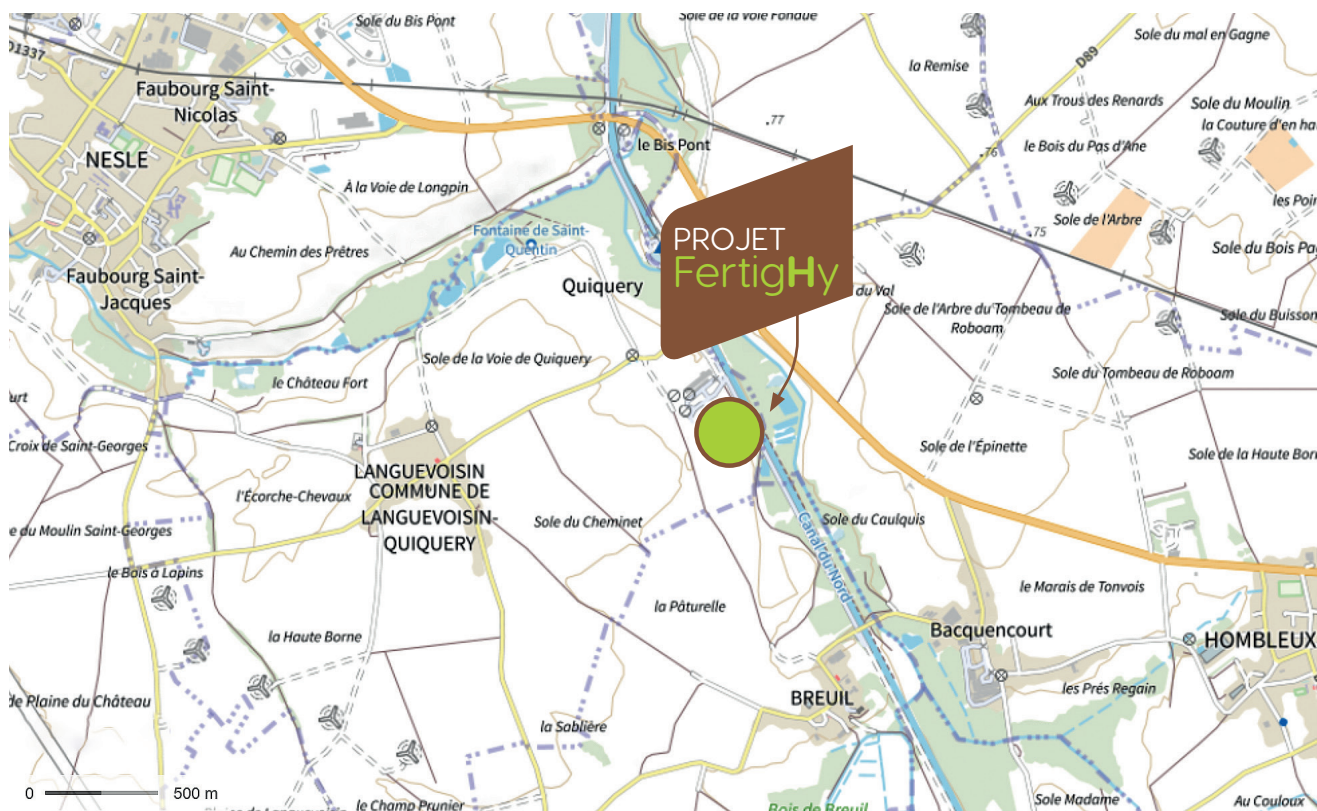 Sole du Bis Pont
Sole de la Voie Fondue
D1337
Sole du mal en Gagne
la Remise
D89
Faubourg Saint-
Nicolas
Aux Trous des Renards
Sole du Moulin
la Couture d'en hau
77
NESLE
le Bis Pont
76
le Bois du Pas d'Ane
À la Voie de Longpin
les Poir
Sole de l'Arbre
PROJET
FertigHy
Fontaine de Saint-
Quentin
75
Au Chemin des Prêtres
Sole du Bois Pa
Faubourg Saint-
Jacques
Quiquery
du Val
Sole de l'Arbre du Tombeau de
Roboam
Sole du Buisson
Sole de la Voie de Quiquery
le Château Fort
Sole du Tombeau de Roboam
urt
Croix de Saint-Georges
Sole de l'Épinette
Sole de la Haute Born
LANGUEVOISIN
COMMUNE DE
LANGUEVOISIN-
QUIQUERY
l'Écorche-Chevaux
Sole du Cheminet
Sole du Caulquis
e du Moulin Saint-Georges
Canal du Nord
le Bois à Lapins
le Marais de Tonvois
la Pâturelle
la Haute Borne
Bacquencourt
HOMBLEUX
de Plaine du Château
BREUIL
les Prés Regain
la Sablière
0
500 m
le Champ Prunier
Bois de Breuil
Sole Madame
Au Couloux